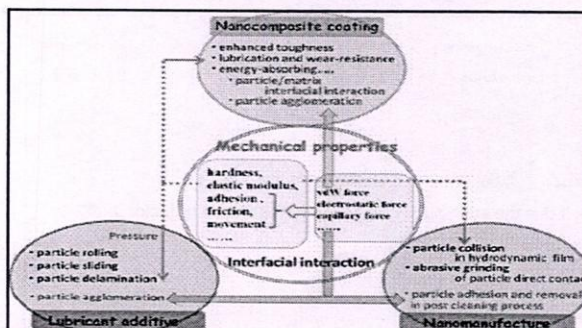 Nanocomposite coating
• enhanced toughness
• lubrication and wear-resistance
• energy-absorbing.....
• particle/matrix
interfacial interaction
• particle agglomeration
Mechanical properties
hardness,
elastic modulus,
adhesion,
friction,
movement
......
vdW force
electrostatic force
capillary force
......
Interfacial interaction
Pressure
• particle rolling
• particle sliding
• particle delamination
• particle agglomeration
Lubricant additive
• particle collision
in hydrodynamic film
• abrasive grinding
of particle direct contact
• particle adhesion and removal
in post cleaning process
Nanomanufacture